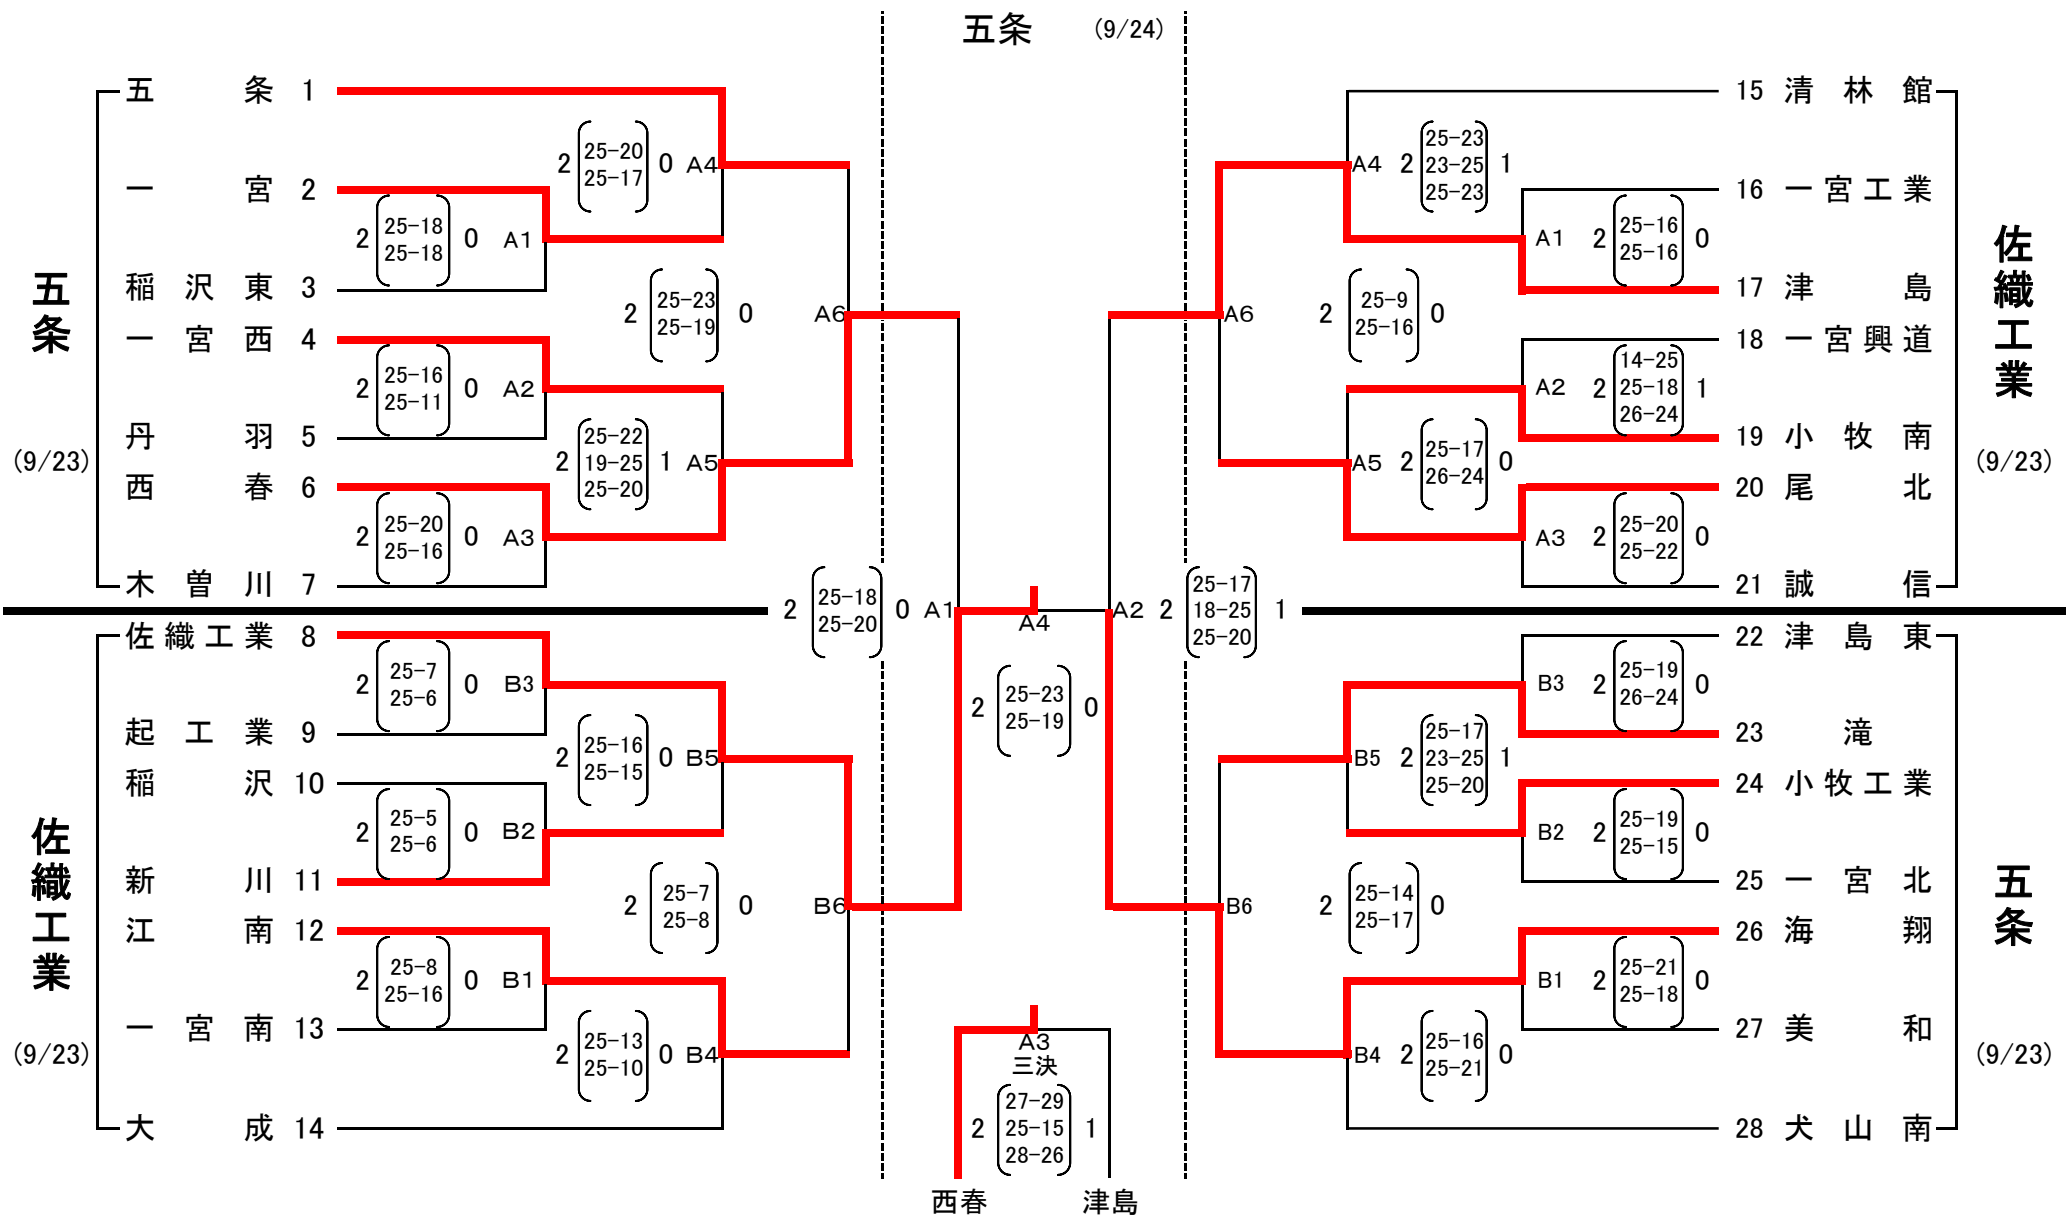 五条 (9/24)
五条
(9/23)
五条 1
一宮 2
稲沢東 3
一宮西 4
丹羽 5
西春 6
木曽川 7
2 25-18 25-18 0 A1
2 25-16 25-11 0 A2
2 25-20 25-16 0 A3
2 25-20 25-17 0 A4
2 25-22 19-25 25-20 1 A5
2 25-23 25-19 0 A6
佐織工業
(9/23)
佐織工業 8
起工業 9
稲沢 10
新川 11
江南 12
一宮南 13
大成 14
2 25-7 25-6 0 B3
2 25-5 25-6 0 B2
2 25-8 25-16 0 B1
2 25-16 25-15 0 B5
2 25-13 25-10 0 B4
2 25-7 25-8 0 B6
2 25-18 25-20 0 A1
A4
2 25-23 25-19 0
A2 2 25-17 18-25 25-20 1
A3
三決
2 27-29 25-15 28-26 1
西春 津島
15 清林館
16 一宮工業
17 津島
18 一宮興道
19 小牧南
20 尾北
21 誠信
佐織工業
(9/23)
A4 2 25-23 23-25 25-23 1
A1 2 25-16 25-16 0
A6 2 25-9 25-16 0
A2 2 14-25 25-18 26-24 1
A5 2 25-17 26-24 0
A3 2 25-20 25-22 0
22 津島東
23 滝
24 小牧工業
25 一宮北
26 海翔
27 美和
28 犬山南
五条
(9/23)
B3 2 25-19 26-24 0
B5 2 25-17 23-25 25-20 1
B2 2 25-19 25-15 0
B6 2 25-14 25-17 0
B1 2 25-21 25-18 0
B4 2 25-16 25-21 0